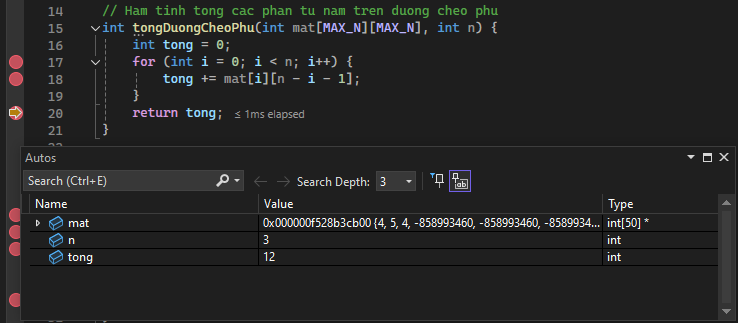 14 // Ham tinh tong cac phan tu nam tren duong cheo phu
15 int tongDuongCheoPhu(int mat[MAX_N][MAX_N], int n) {
16 int tong = 0;
17 for (int i = 0; i < n; i++) {
18 tong += mat[i][n - i - 1];
19 }
20 return tong; ≤ 1ms elapsed
21 }
Autos
Search (Ctrl+E) Search Depth: 3
Name Value Type
mat 0x000000f528b3cb00 {4, 5, 4, -858993460, -858993460, -8589934... int[50] *
n 3 int
tong 12 int